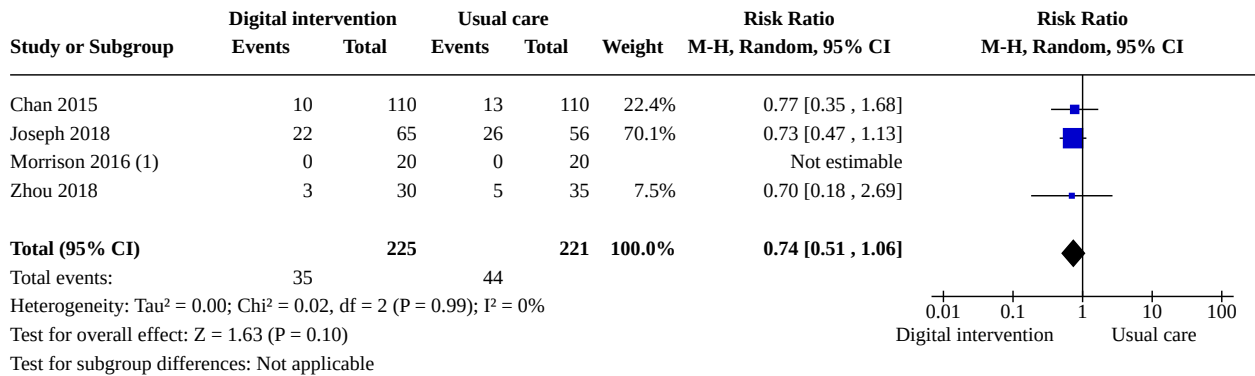 Digital intervention Usual care Risk Ratio Risk Ratio
Study or Subgroup Events Total Events Total Weight M-H, Random, 95% CI M-H, Random, 95% CI
Chan 2015 10 110 13 110 22.4% 0.77 [0.35 , 1.68]
Joseph 2018 22 65 26 56 70.1% 0.73 [0.47 , 1.13]
Morrison 2016 (1) 0 20 0 20 Not estimable
Zhou 2018 3 30 5 35 7.5% 0.70 [0.18 , 2.69]
Total (95% CI) 225 221 100.0% 0.74 [0.51 , 1.06]
Total events: 35 44
Heterogeneity: Tau² = 0.00; Chi² = 0.02, df = 2 (P = 0.99); I² = 0%
0.01 0.1 1 10 100
Test for overall effect: Z = 1.63 (P = 0.10) Digital intervention Usual care
Test for subgroup differences: Not applicable